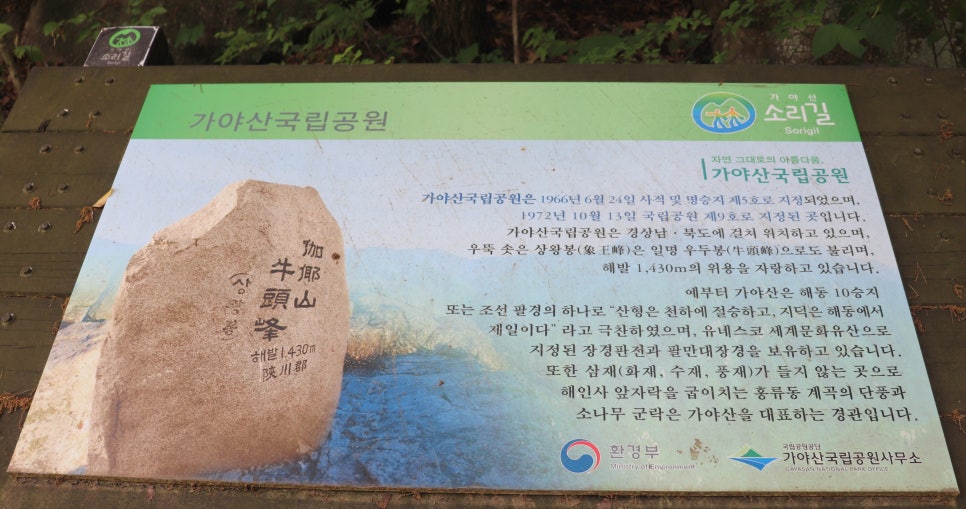 소리길
Sorigil
가야산국립공원
가야산
소리길
Sorigil
자연 그대로의 아름다움,
가야산국립공원
가야산국립공원은 1966년 6월 24일 사적 및 명승지 제5호로 지정되었으며,
1972년 10월 13일 국립공원 제9호로 지정된 곳입니다.
가야산국립공원은 경상남·북도에 걸쳐 위치하고 있으며,
우뚝 솟은 상왕봉(象王峰)은 일명 우두봉(牛頭峰)으로도 불리며,
해발 1,430m의 위용을 자랑하고 있습니다.
예부터 가야산은 해동 10승지
또는 조선 팔경의 하나로 “산형은 천하에 절승하고, 지덕은 해동에서
제일이다” 라고 극찬하였으며, 유네스코 세계문화유산으로
지정된 장경판전과 팔만대장경을 보유하고 있습니다.
또한 삼재(화재, 수재, 풍재)가 들지 않는 곳으로
해인사 앞자락을 굽이치는 홍류동 계곡의 단풍과
소나무 군락은 가야산을 대표하는 경관입니다.
伽倻山
牛頭峰
(상왕봉)
해발 1,430m
陜川郡
환경부
Ministry of Environment
국립공원공단
가야산국립공원사무소
GAYASAN NATIONAL PARK OFFICE